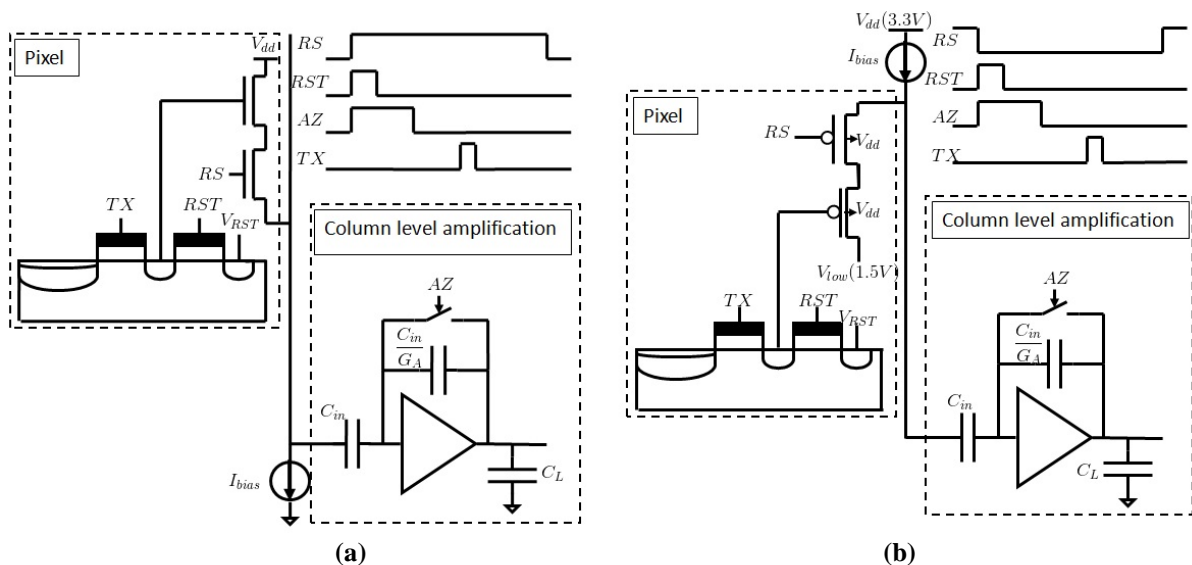 Pixel
V_dd
RS
RST
AZ
TX
RS
TX
RST
V_RST
Column level amplification
AZ
C_in
G_A
C_in
C_L
I_bias
(a)
V_dd(3.3V)
I_bias
RS
RST
AZ
TX
Pixel
RS
V_dd
V_dd
V_low(1.5V)
TX
RST
V_RST
Column level amplification
AZ
C_in
G_A
C_in
C_L
(b)